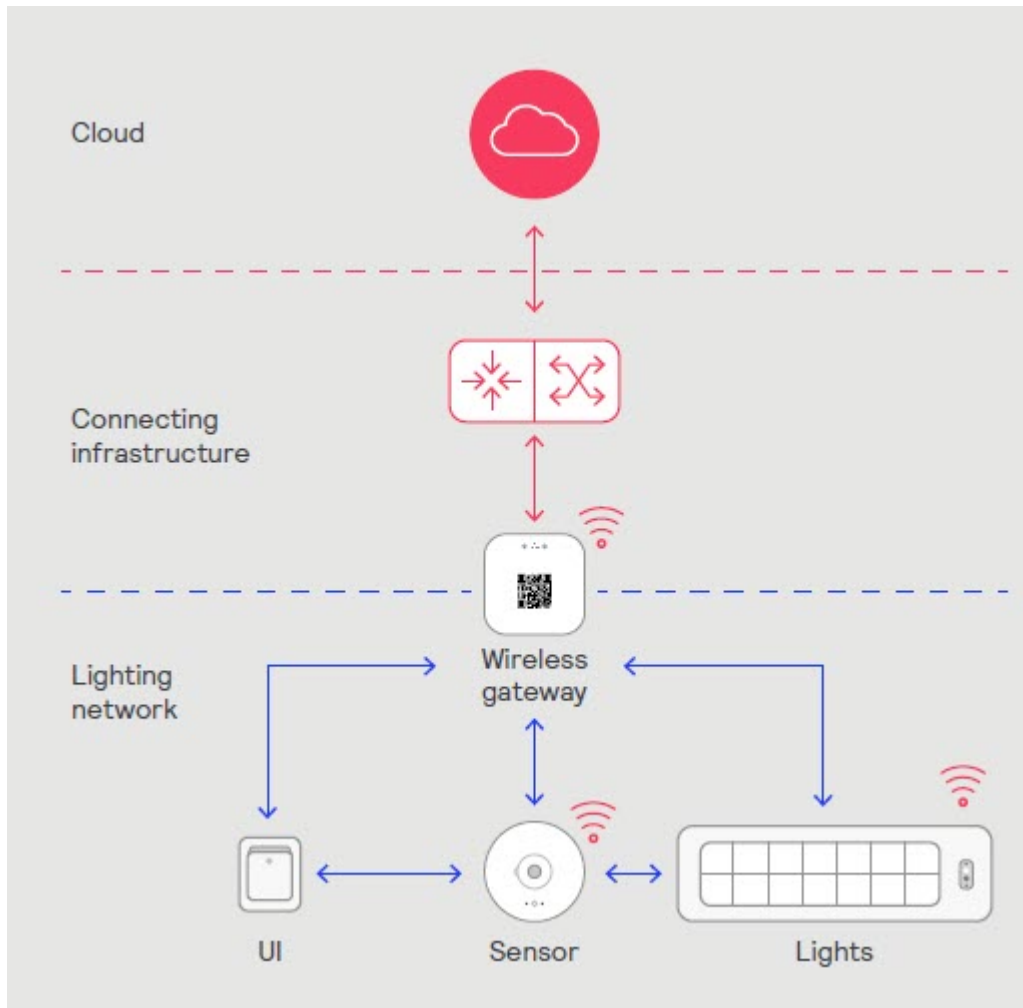 Cloud
Connecting
infrastructure
Wireless
gateway
Lighting
network
UI
Sensor
Lights